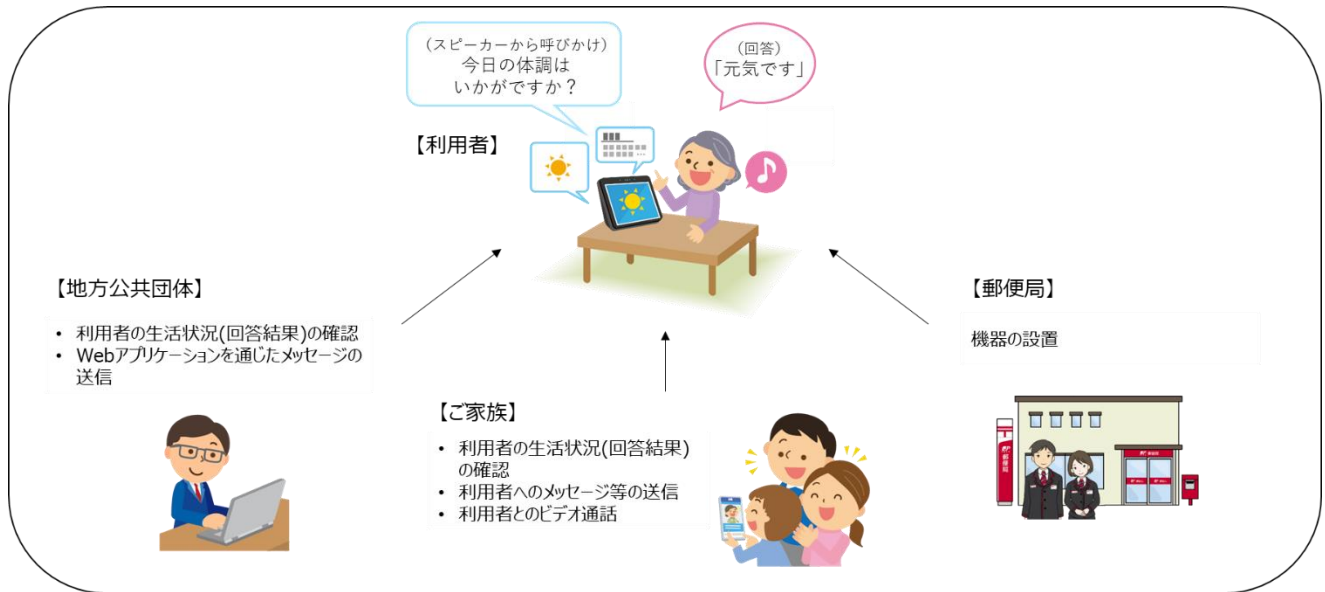 (スピーカーから呼びかけ)
今日の体調は
いかがですか?
(回答)
「元気です」
【利用者】
【地方公共団体】
• 利用者の生活状況(回答結果)の確認
• Webアプリケーションを通じたメッセージの
送信
【ご家族】
• 利用者の生活状況(回答結果)
の確認
• 利用者へのメッセージ等の送信
• 利用者とのビデオ通話
【郵便局】
機器の設置
郵便局